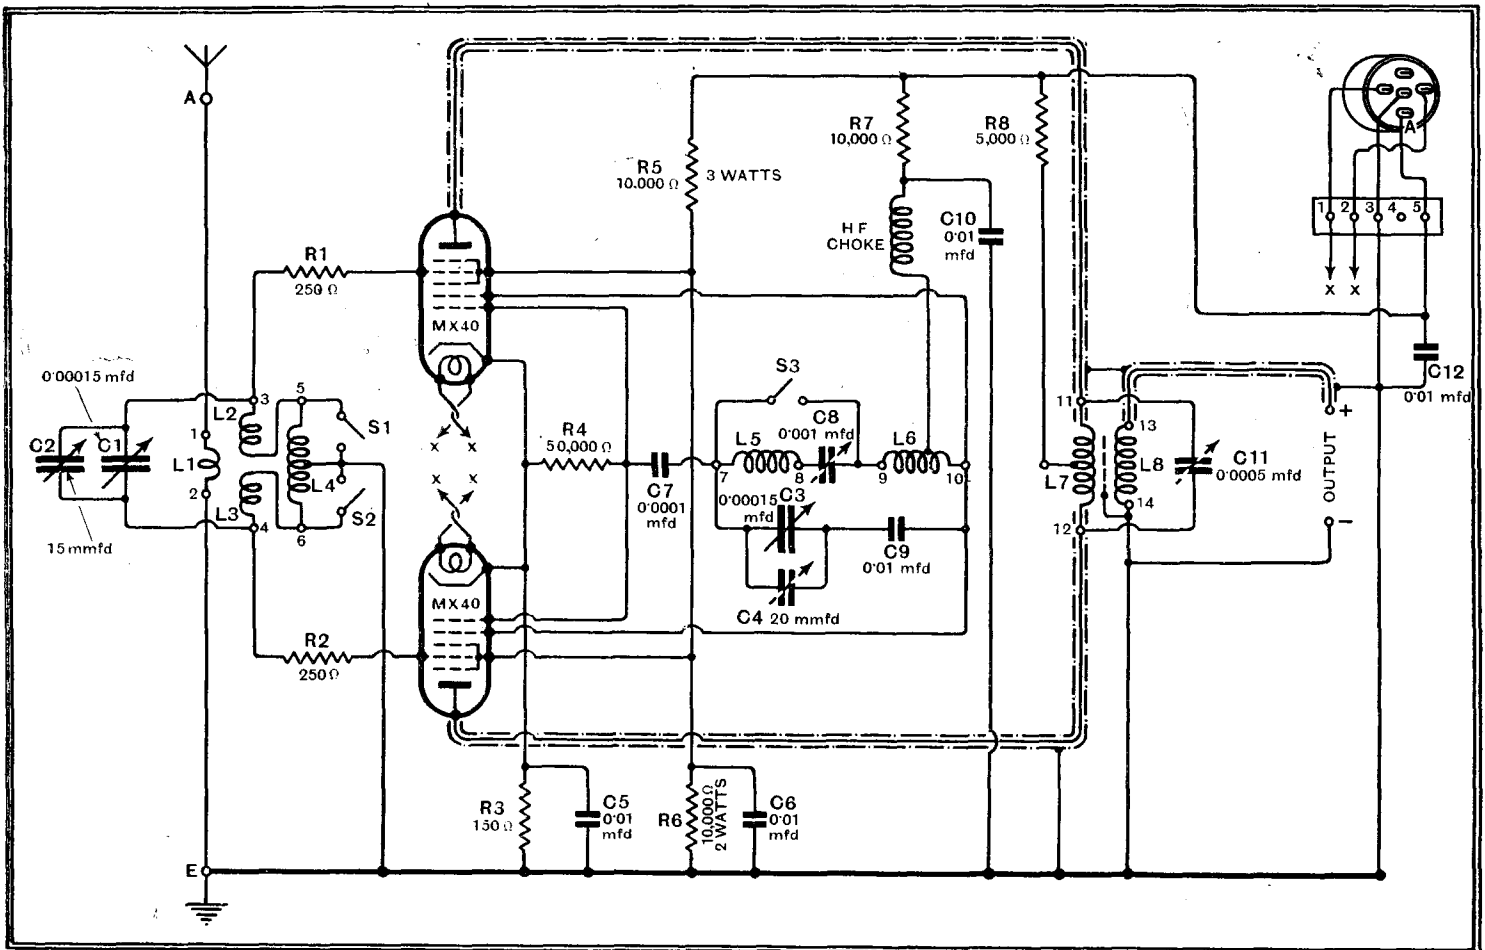 A
R7
10,000 Ω
R8
5,000 Ω
A
R5
10.000 Ω
3 WATTS
1 2 3 4 5
R1
250 Ω
H F
CHOKE
C10
0·01
mfd
X X
MX40
0·00015 mfd
S3
C12
0·01 mfd
3
5
L2
S1
C2
C1
1
L1
2
L4
L3
4
6
S2
15 mmfd
X X
X X
R4
50,000 Ω
C7
0·0001
mfd
C8
0·001 mfd
L5
L6
7
8
9
10
C3
0·00015
mfd
C9
0·01 mfd
C4 20 mmfd
11
12
13
14
L7
L8
C11
0·0005 mfd
+
OUTPUT
−
MX40
R2
250 Ω
R3
150 Ω
C5
0·01
mfd
R6
10,000 Ω
2 WATTS
C6
0·01
mfd
E